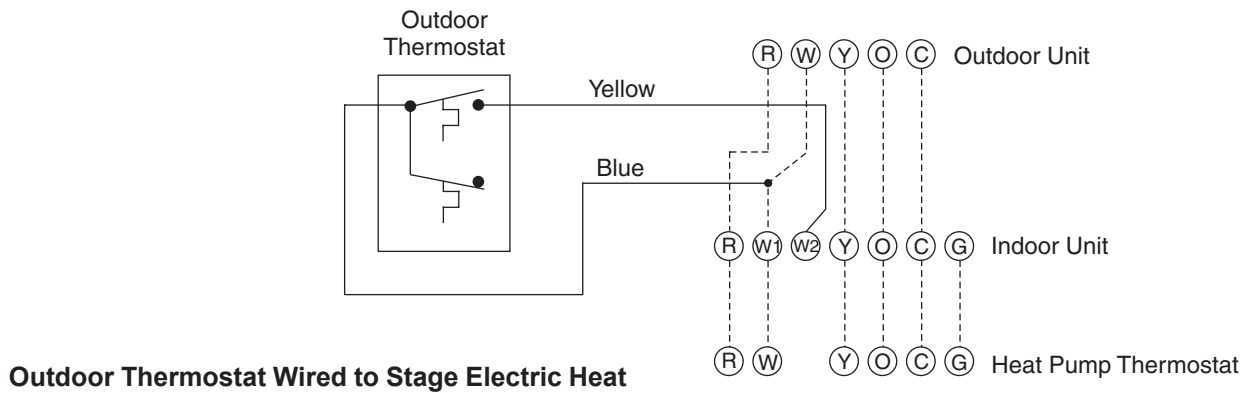 Outdoor
Thermostat
R W Y O C Outdoor Unit
Yellow
Blue
R W1 W2 Y O C G Indoor Unit
R W Y O C G Heat Pump Thermostat
Outdoor Thermostat Wired to Stage Electric Heat